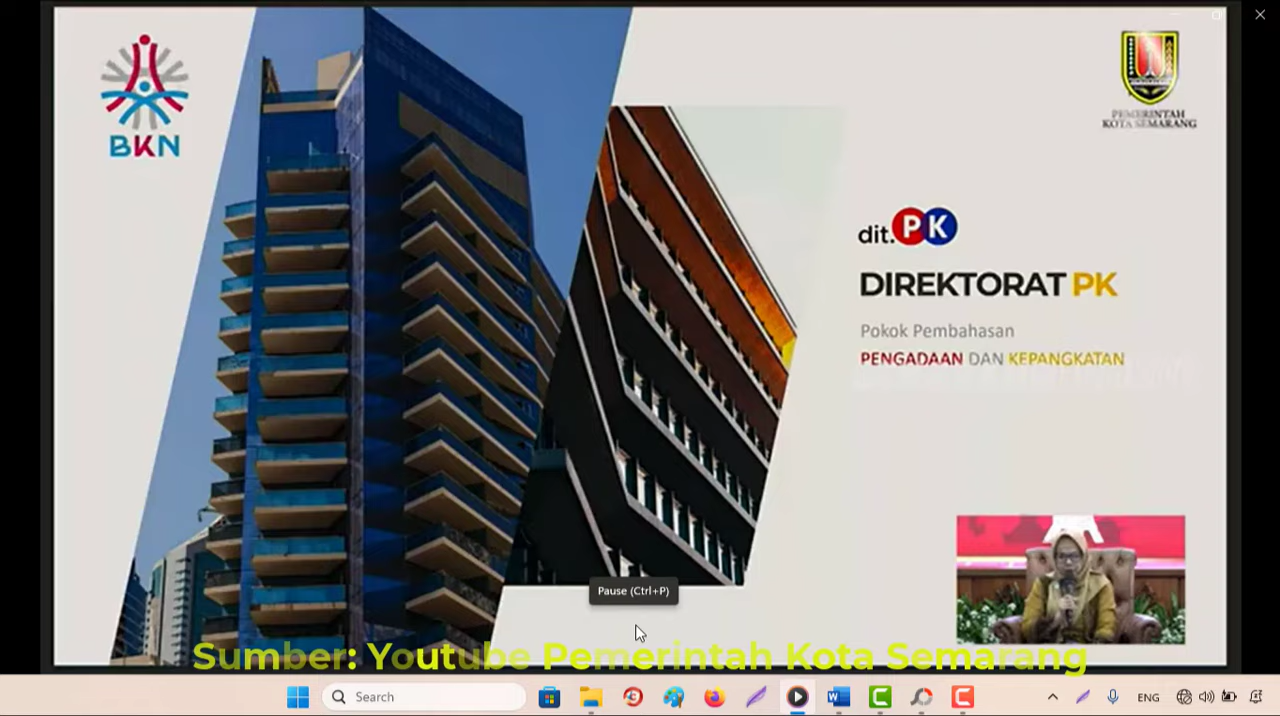 BKN
PEMERINTAH
KOTA SEMARANG
dit.PK
DIREKTORAT PK
Pokok Pembahasan
PENGADAAN DAN KEPANGKATAN
Pause (Ctrl+P)
Sumber: Youtube Pemerintah Kota Semarang
Search
ENG